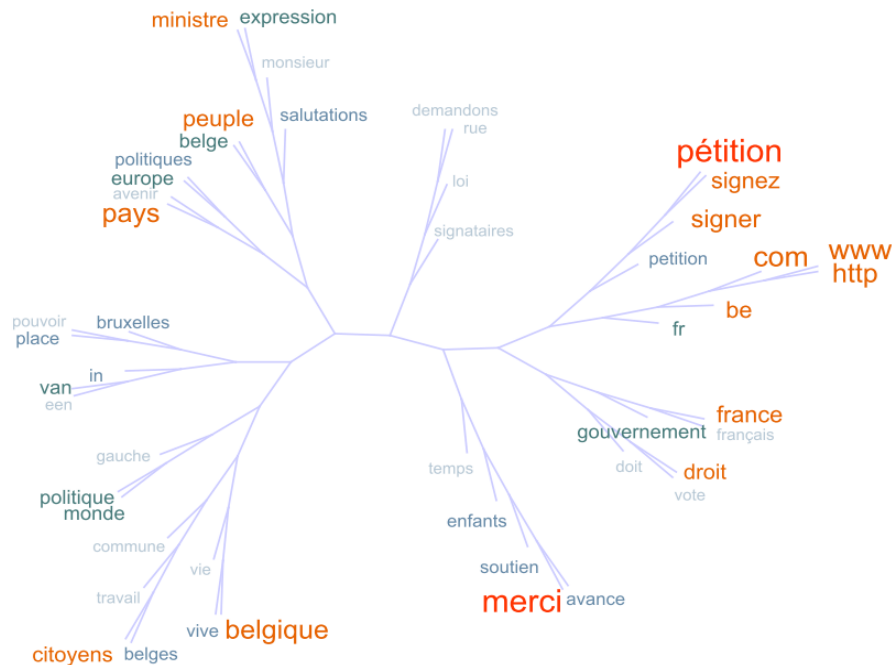 ministre
expression
monsieur
peuple
salutations
belge
politiques
europe
avenir
pays
demandons
rue
loi
signataires
pétition
signez
signer
petition
com
www
http
be
fr
pouvoir
bruxelles
place
in
van
een
gauche
politique
monde
commune
vie
travail
vive
belgique
citoyens
belges
france
français
gouvernement
doit
droit
vote
temps
enfants
soutien
merci
avance